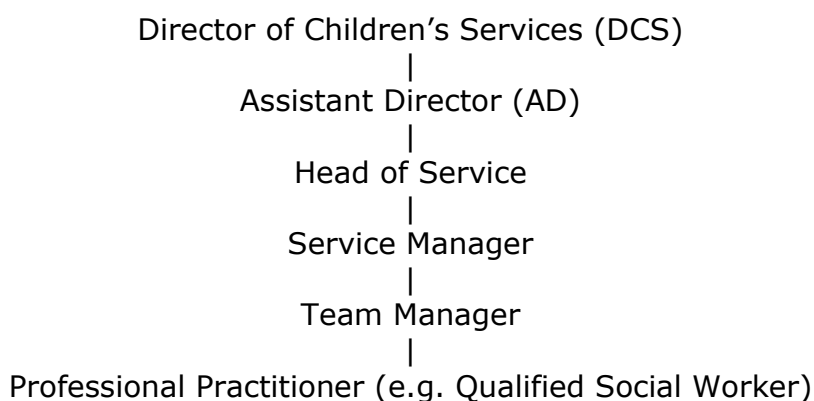 Director of Children’s Services (DCS)
|
Assistant Director (AD)
|
Head of Service
|
Service Manager
|
Team Manager
|
Professional Practitioner (e.g. Qualified Social Worker)